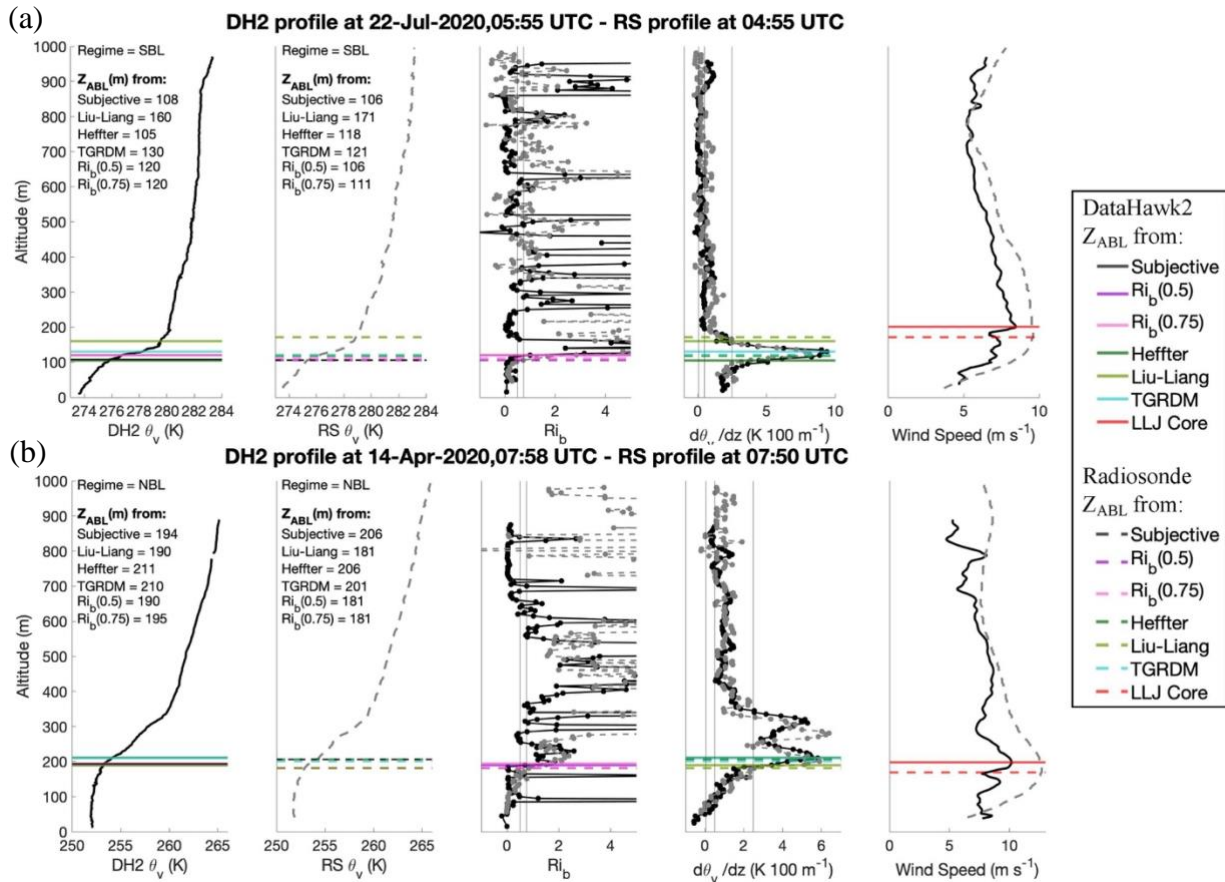 (a)
DH2 profile at 22-Jul-2020,05:55 UTC - RS profile at 04:55 UTC
Altitude (m)
1000
900
800
700
600
500
400
300
200
100
0
Regime = SBL
Z_ABL(m) from:
Subjective = 108
Liu-Liang = 160
Heffter = 105
TGRDM = 130
Ri_b(0.5) = 120
Ri_b(0.75) = 120
274 276 278 280 282 284
DH2 θ_v (K)
Regime = SBL
Z_ABL(m) from:
Subjective = 106
Liu-Liang = 171
Heffter = 118
TGRDM = 121
Ri_b(0.5) = 106
Ri_b(0.75) = 111
274 276 278 280 282 284
RS θ_v (K)
0 2 4
Ri_b
0 5 10
dθ_v /dz (K 100 m⁻¹)
0 5 10
Wind Speed (m s⁻¹)
(b)
DH2 profile at 14-Apr-2020,07:58 UTC - RS profile at 07:50 UTC
Altitude (m)
1000
900
800
700
600
500
400
300
200
100
0
Regime = NBL
Z_ABL(m) from:
Subjective = 194
Liu-Liang = 190
Heffter = 211
TGRDM = 210
Ri_b(0.5) = 190
Ri_b(0.75) = 195
250 255 260 265
DH2 θ_v (K)
Regime = NBL
Z_ABL(m) from:
Subjective = 206
Liu-Liang = 181
Heffter = 206
TGRDM = 201
Ri_b(0.5) = 181
Ri_b(0.75) = 181
250 255 260 265
RS θ_v (K)
0 2 4
Ri_b
0 2 4 6
dθ_v /dz (K 100 m⁻¹)
5 10
Wind Speed (m s⁻¹)
DataHawk2
Z_ABL from:
Subjective
Ri_b(0.5)
Ri_b(0.75)
Heffter
Liu-Liang
TGRDM
LLJ Core
Radiosonde
Z_ABL from:
Subjective
Ri_b(0.5)
Ri_b(0.75)
Heffter
Liu-Liang
TGRDM
LLJ Core